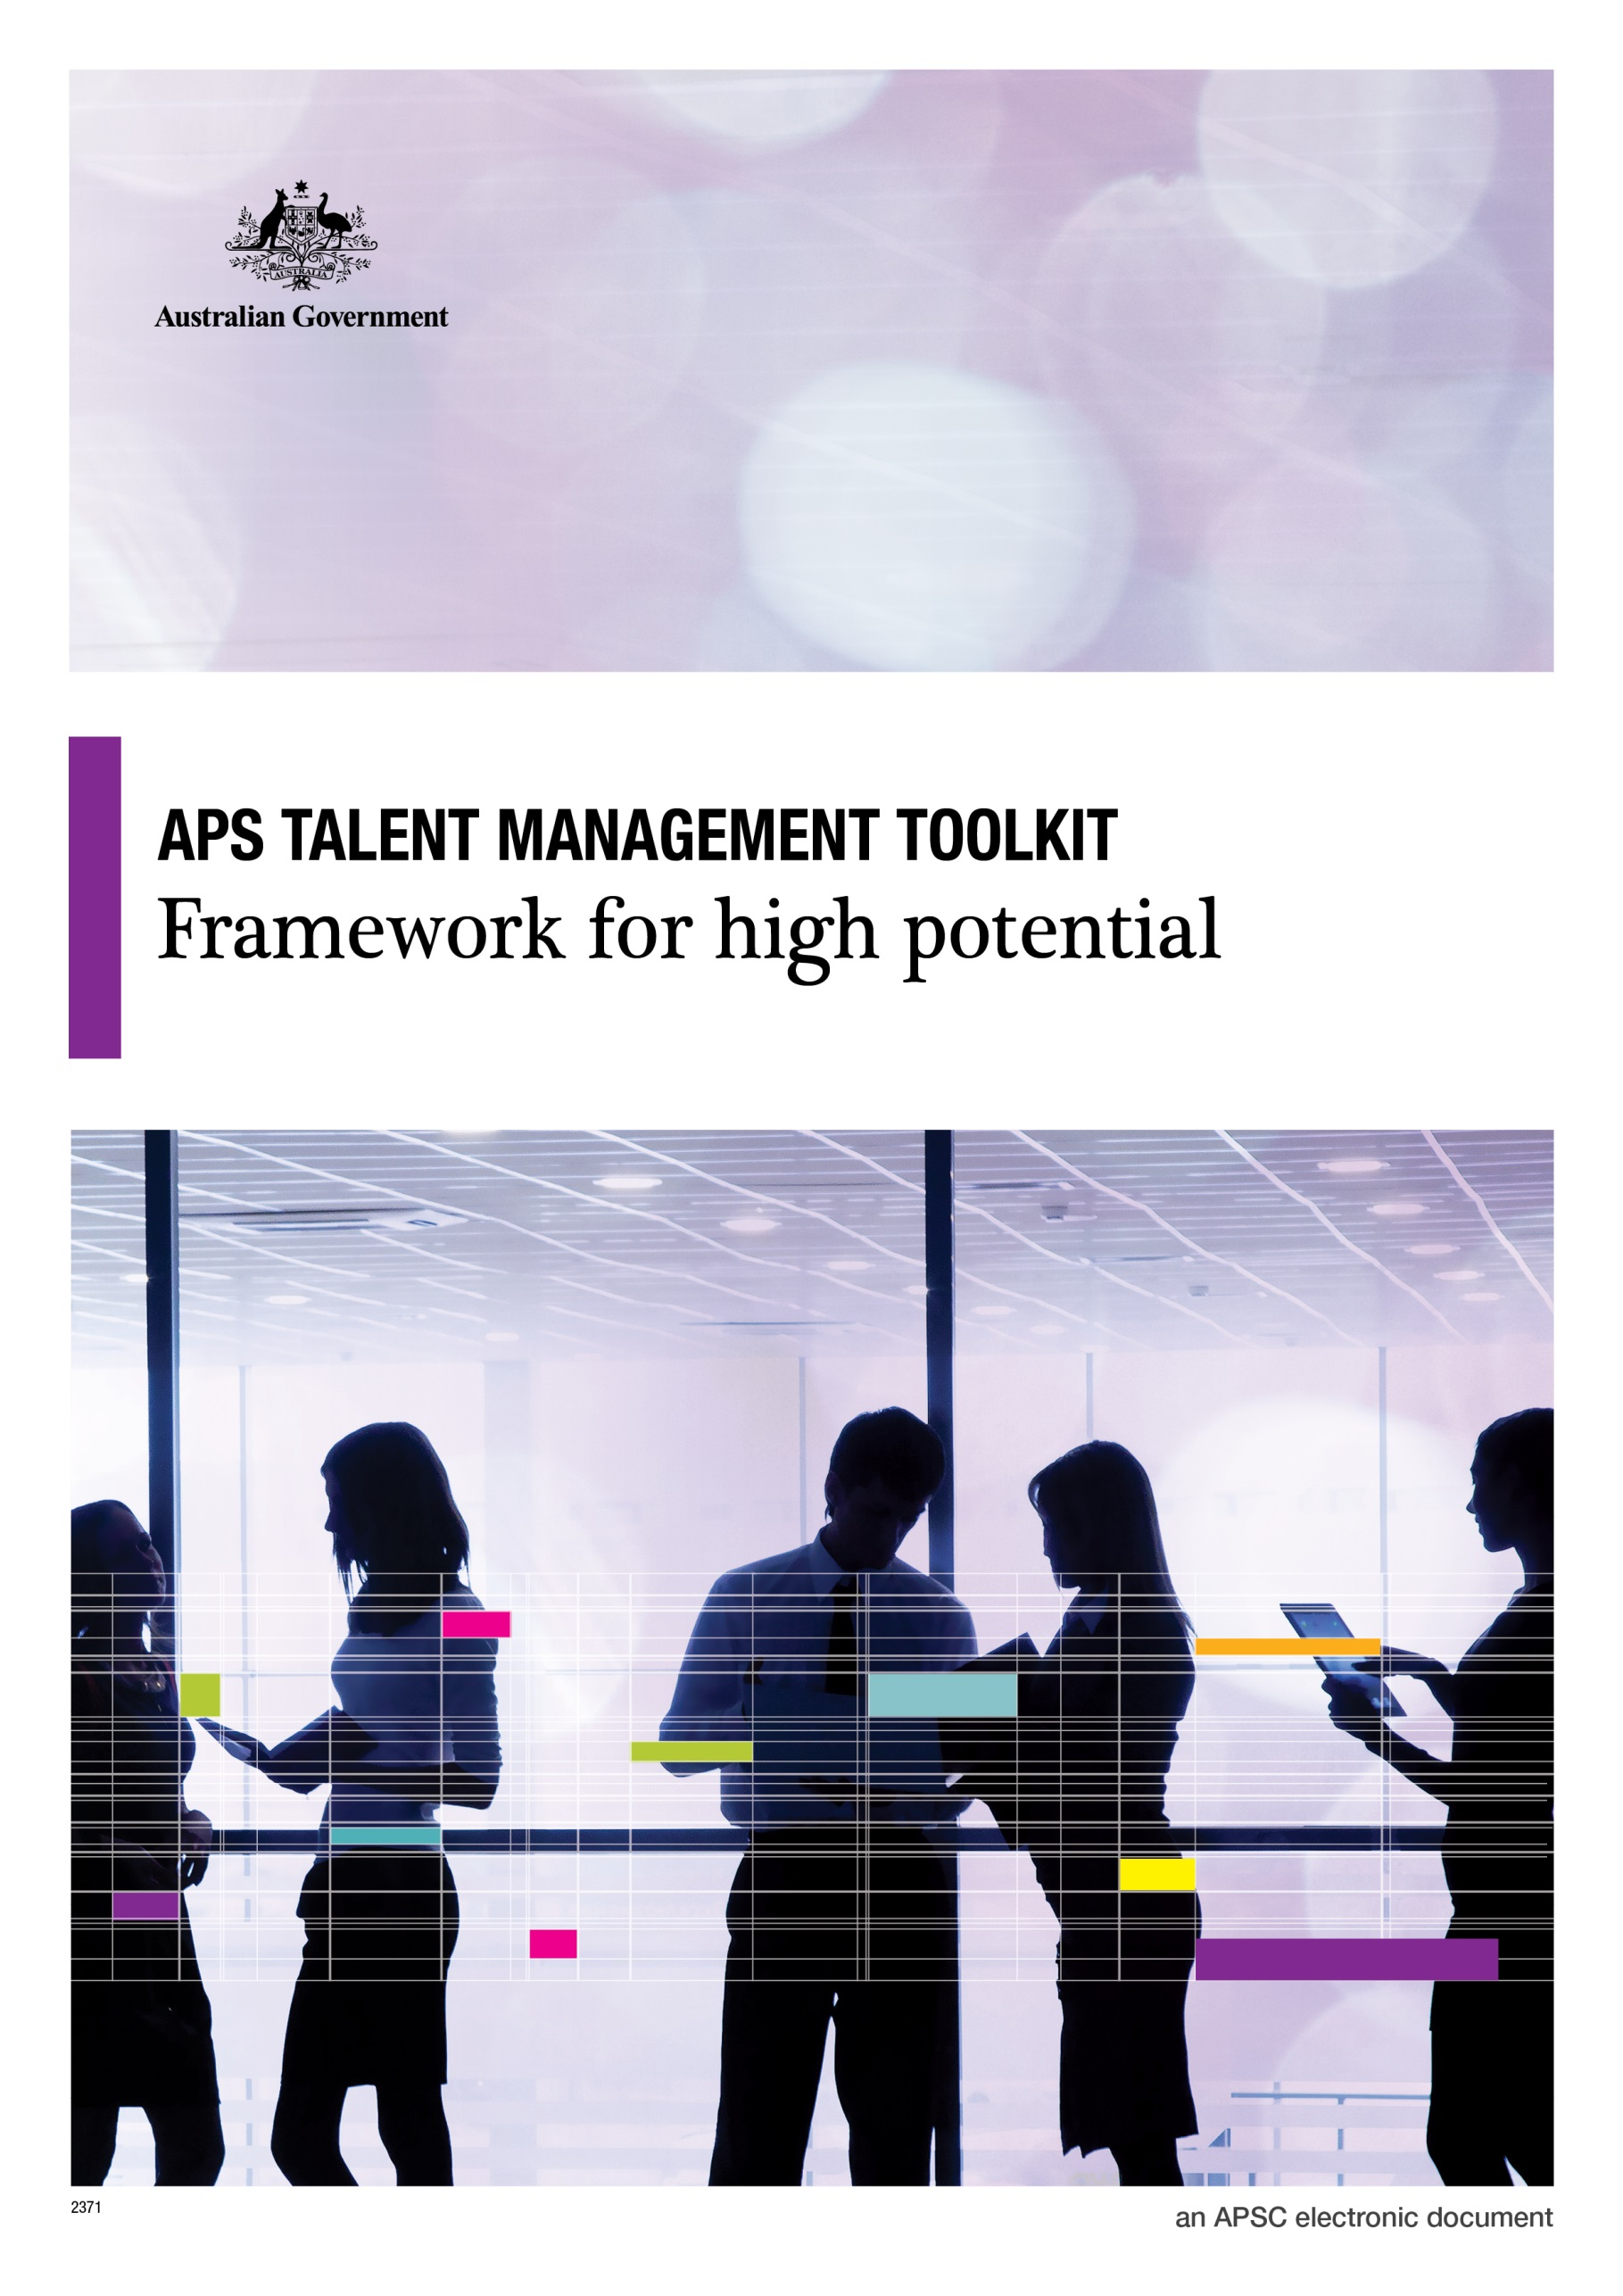 AUSTRALIA
Australian Government
APS TALENT MANAGEMENT TOOLKIT
Framework for high potential
2371
an APSC electronic document